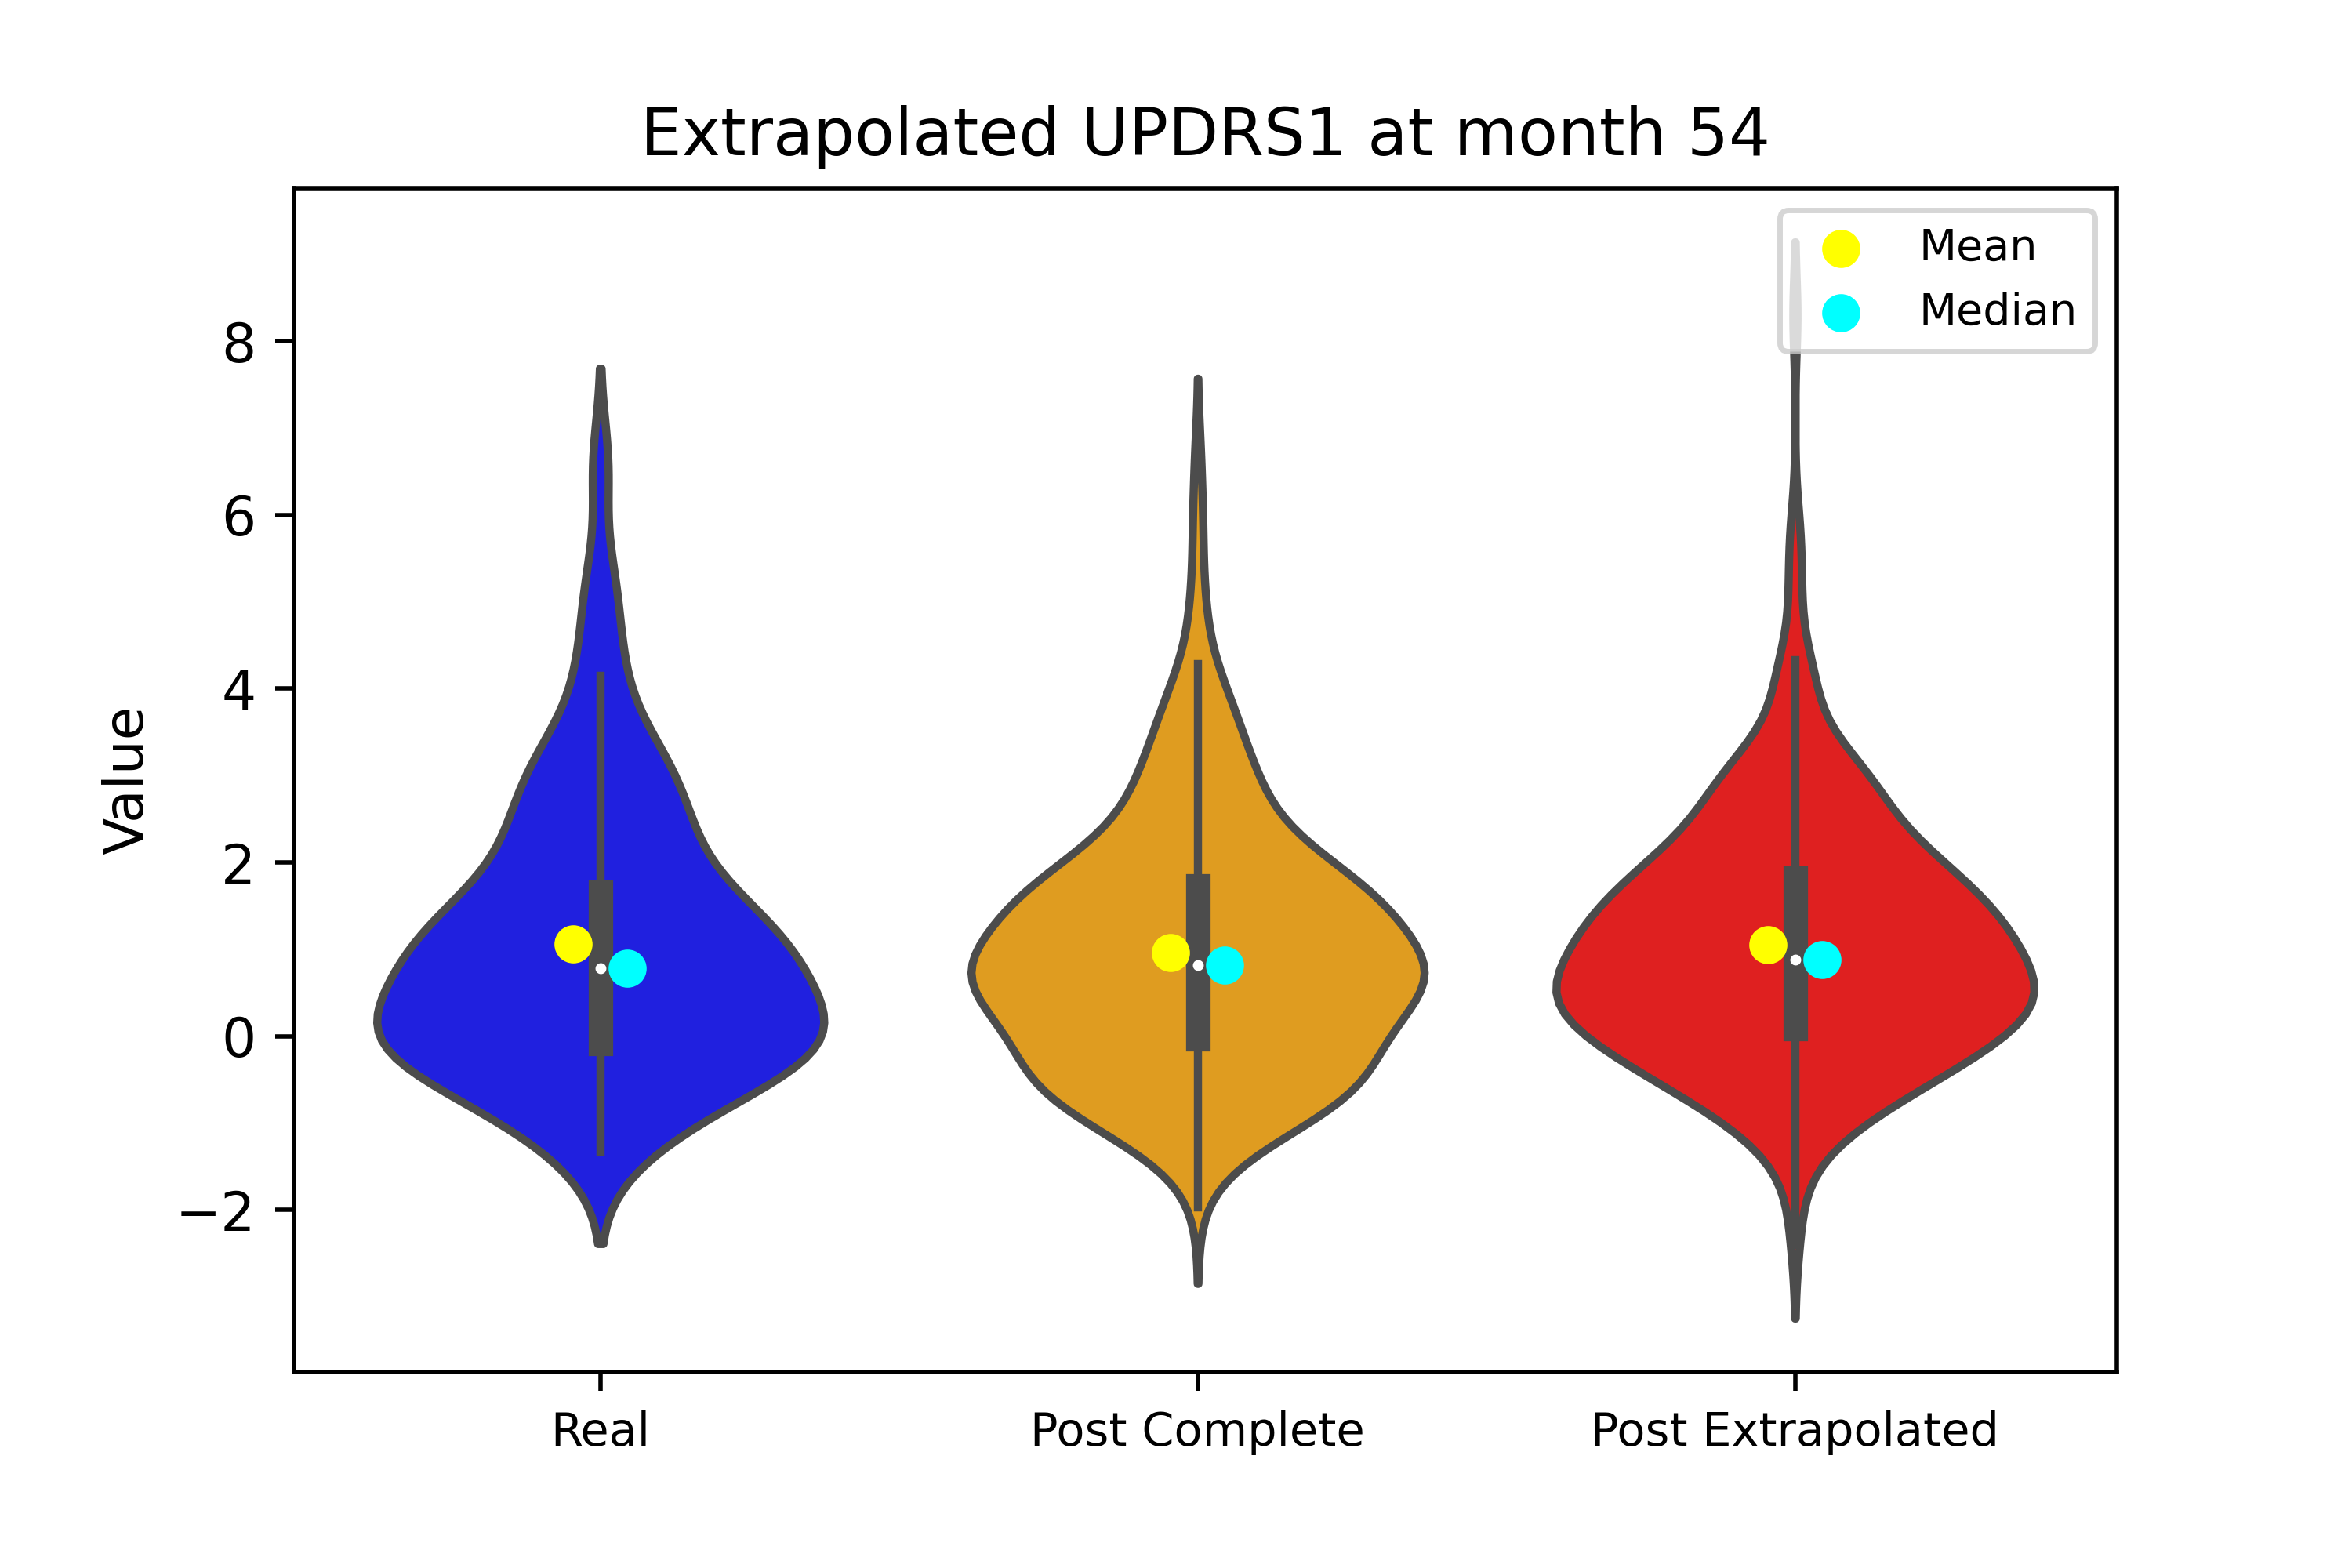 Extrapolated UPDRS1 at month 54
Mean
Median
8
6
4
2
0
−2
Value
Real
Post Complete
Post Extrapolated